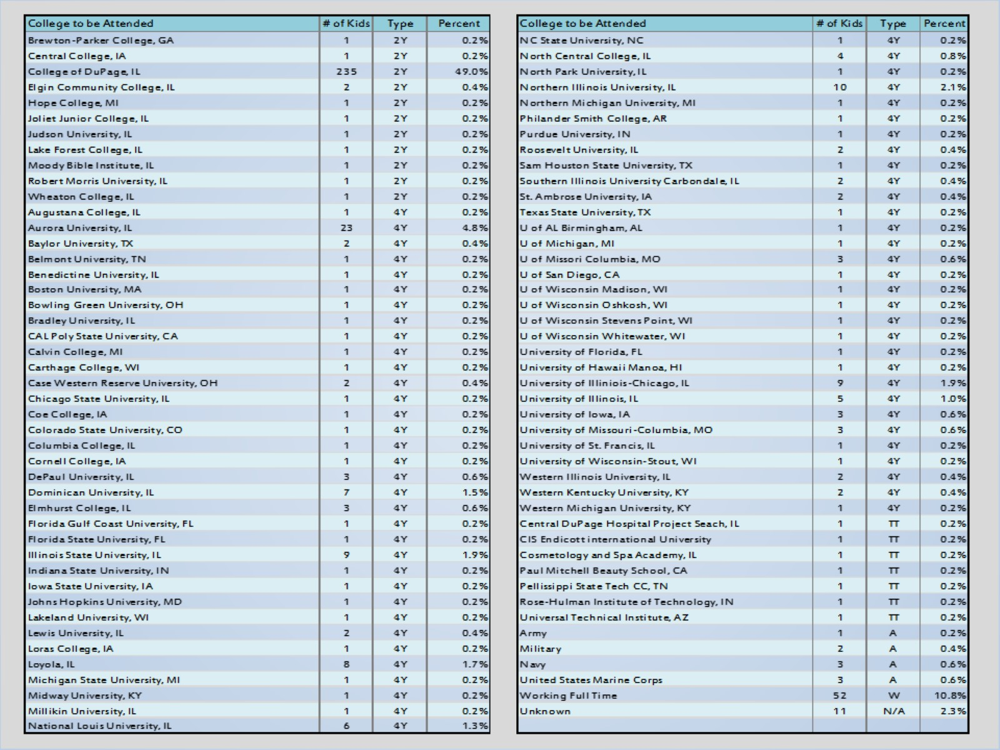 College to be Attended # of Kids Type Percent
Brewton-Parker College, GA 1 2Y 0.2%
Central College, IA 1 2Y 0.2%
College of DuPage, IL 235 2Y 49.0%
Elgin Community College, IL 2 2Y 0.4%
Hope College, MI 1 2Y 0.2%
Joliet Junior College, IL 1 2Y 0.2%
Judson University, IL 1 2Y 0.2%
Lake Forest College, IL 1 2Y 0.2%
Moody Bible Institute, IL 1 2Y 0.2%
Robert Morris University, IL 1 2Y 0.2%
Wheaton College, IL 1 2Y 0.2%
Augustana College, IL 1 4Y 0.2%
Aurora University, IL 23 4Y 4.8%
Baylor University, TX 2 4Y 0.4%
Belmont University, TN 1 4Y 0.2%
Benedictine University, IL 1 4Y 0.2%
Boston University, MA 1 4Y 0.2%
Bowling Green University, OH 1 4Y 0.2%
Bradley University, IL 1 4Y 0.2%
CAL Poly State University, CA 1 4Y 0.2%
Calvin College, MI 1 4Y 0.2%
Carthage College, WI 1 4Y 0.2%
Case Western Reserve University, OH 2 4Y 0.4%
Chicago State University, IL 1 4Y 0.2%
Coe College, IA 1 4Y 0.2%
Colorado State University, CO 1 4Y 0.2%
Columbia College, IL 1 4Y 0.2%
Cornell College, IA 1 4Y 0.2%
DePaul University, IL 3 4Y 0.6%
Dominican University, IL 7 4Y 1.5%
Elmhurst College, IL 3 4Y 0.6%
Florida Gulf Coast University, FL 1 4Y 0.2%
Florida State University, FL 1 4Y 0.2%
Illinois State University, IL 9 4Y 1.9%
Indiana State University, IN 1 4Y 0.2%
Iowa State University, IA 1 4Y 0.2%
Johns Hopkins University, MD 1 4Y 0.2%
Lakeland University, WI 1 4Y 0.2%
Lewis University, IL 2 4Y 0.4%
Loras College, IA 1 4Y 0.2%
Loyola, IL 8 4Y 1.7%
Michigan State University, MI 1 4Y 0.2%
Midway University, KY 1 4Y 0.2%
Millikin University, IL 1 4Y 0.2%
National Louis University, IL 6 4Y 1.3%
College to be Attended # of Kids Type Percent
NC State University, NC 1 4Y 0.2%
North Central College, IL 4 4Y 0.8%
North Park University, IL 1 4Y 0.2%
Northern Illinois University, IL 10 4Y 2.1%
Northern Michigan University, MI 1 4Y 0.2%
Philander Smith College, AR 1 4Y 0.2%
Purdue University, IN 1 4Y 0.2%
Roosevelt University, IL 2 4Y 0.4%
Sam Houston State University, TX 1 4Y 0.2%
Southern Illinois University Carbondale, IL 2 4Y 0.4%
St. Ambrose University, IA 2 4Y 0.4%
Texas State University, TX 1 4Y 0.2%
U of AL Birmingham, AL 1 4Y 0.2%
U of Michigan, MI 1 4Y 0.2%
U of Missori Columbia, MO 3 4Y 0.6%
U of San Diego, CA 1 4Y 0.2%
U of Wisconsin Madison, WI 1 4Y 0.2%
U of Wisconsin Oshkosh, WI 1 4Y 0.2%
U of Wisconsin Stevens Point, WI 1 4Y 0.2%
U of Wisconsin Whitewater, WI 1 4Y 0.2%
University of Florida, FL 1 4Y 0.2%
University of Hawaii Manoa, HI 1 4Y 0.2%
University of Illiniois-Chicago, IL 9 4Y 1.9%
University of Illinois, IL 5 4Y 1.0%
University of Iowa, IA 3 4Y 0.6%
University of Missouri-Columbia, MO 3 4Y 0.6%
University of St. Francis, IL 1 4Y 0.2%
University of Wisconsin-Stout, WI 1 4Y 0.2%
Western Illinois University, IL 2 4Y 0.4%
Western Kentucky University, KY 2 4Y 0.4%
Western Michigan University, KY 1 4Y 0.2%
Central DuPage Hospital Project Seach, IL 1 TT 0.2%
CIS Endicott international University 1 TT 0.2%
Cosmetology and Spa Academy, IL 1 TT 0.2%
Paul Mitchell Beauty School, CA 1 TT 0.2%
Pellissippi State Tech CC, TN 1 TT 0.2%
Rose-Hulman Institute of Technology, IN 1 TT 0.2%
Universal Technical Institute, AZ 1 TT 0.2%
Army 1 A 0.2%
Military 2 A 0.4%
Navy 3 A 0.6%
United States Marine Corps 3 A 0.6%
Working Full Time 52 W 10.8%
Unknown 11 N/A 2.3%